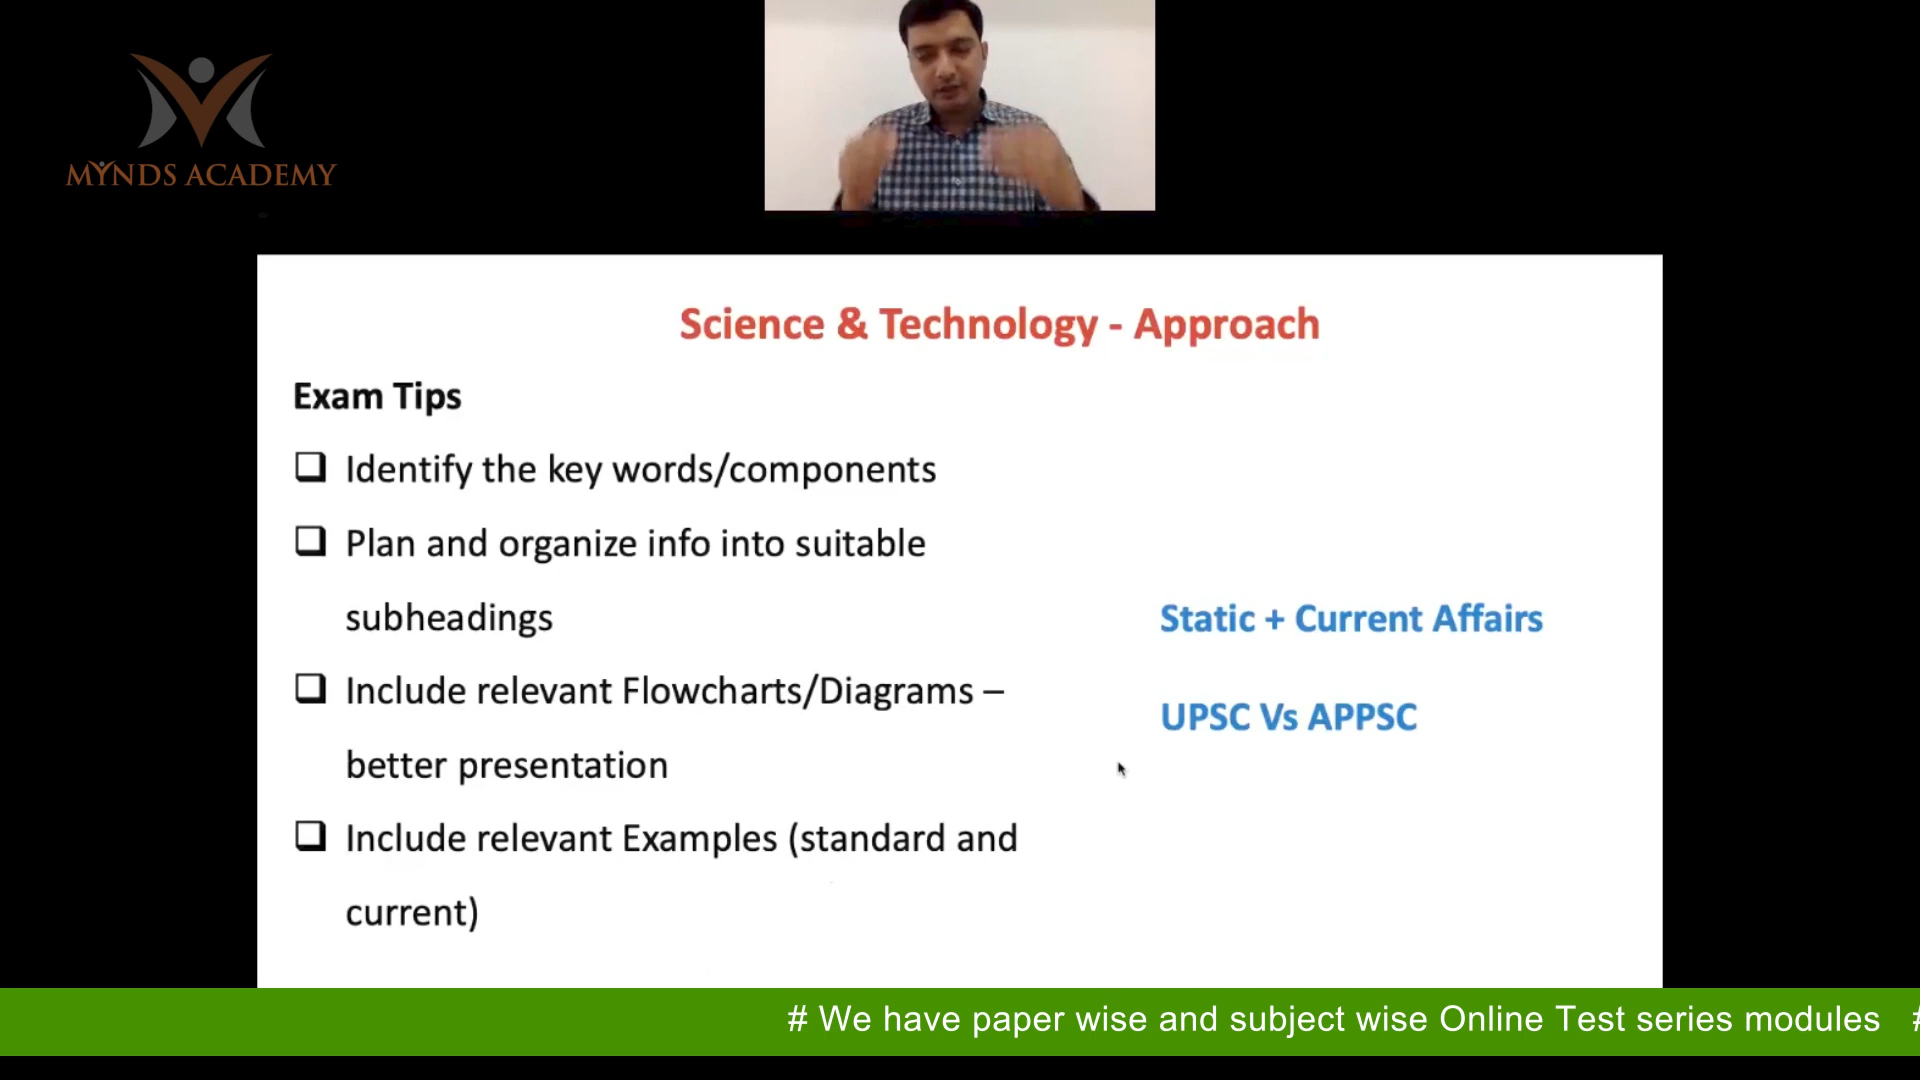 MYNDS ACADEMY
Science & Technology - Approach
Exam Tips
Identify the key words/components
Plan and organize info into suitable
subheadings
Include relevant Flowcharts/Diagrams –
better presentation
Include relevant Examples (standard and
current)
Static + Current Affairs
UPSC Vs APPSC
# We have paper wise and subject wise Online Test series modules #